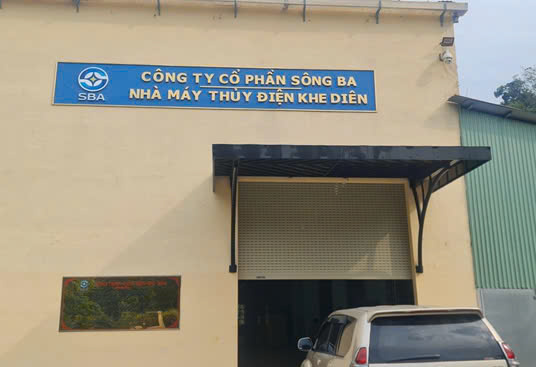 CÔNG TY CỔ PHẦN SÔNG BA
NHÀ MÁY THỦY ĐIỆN KHE DIÊN
SBA